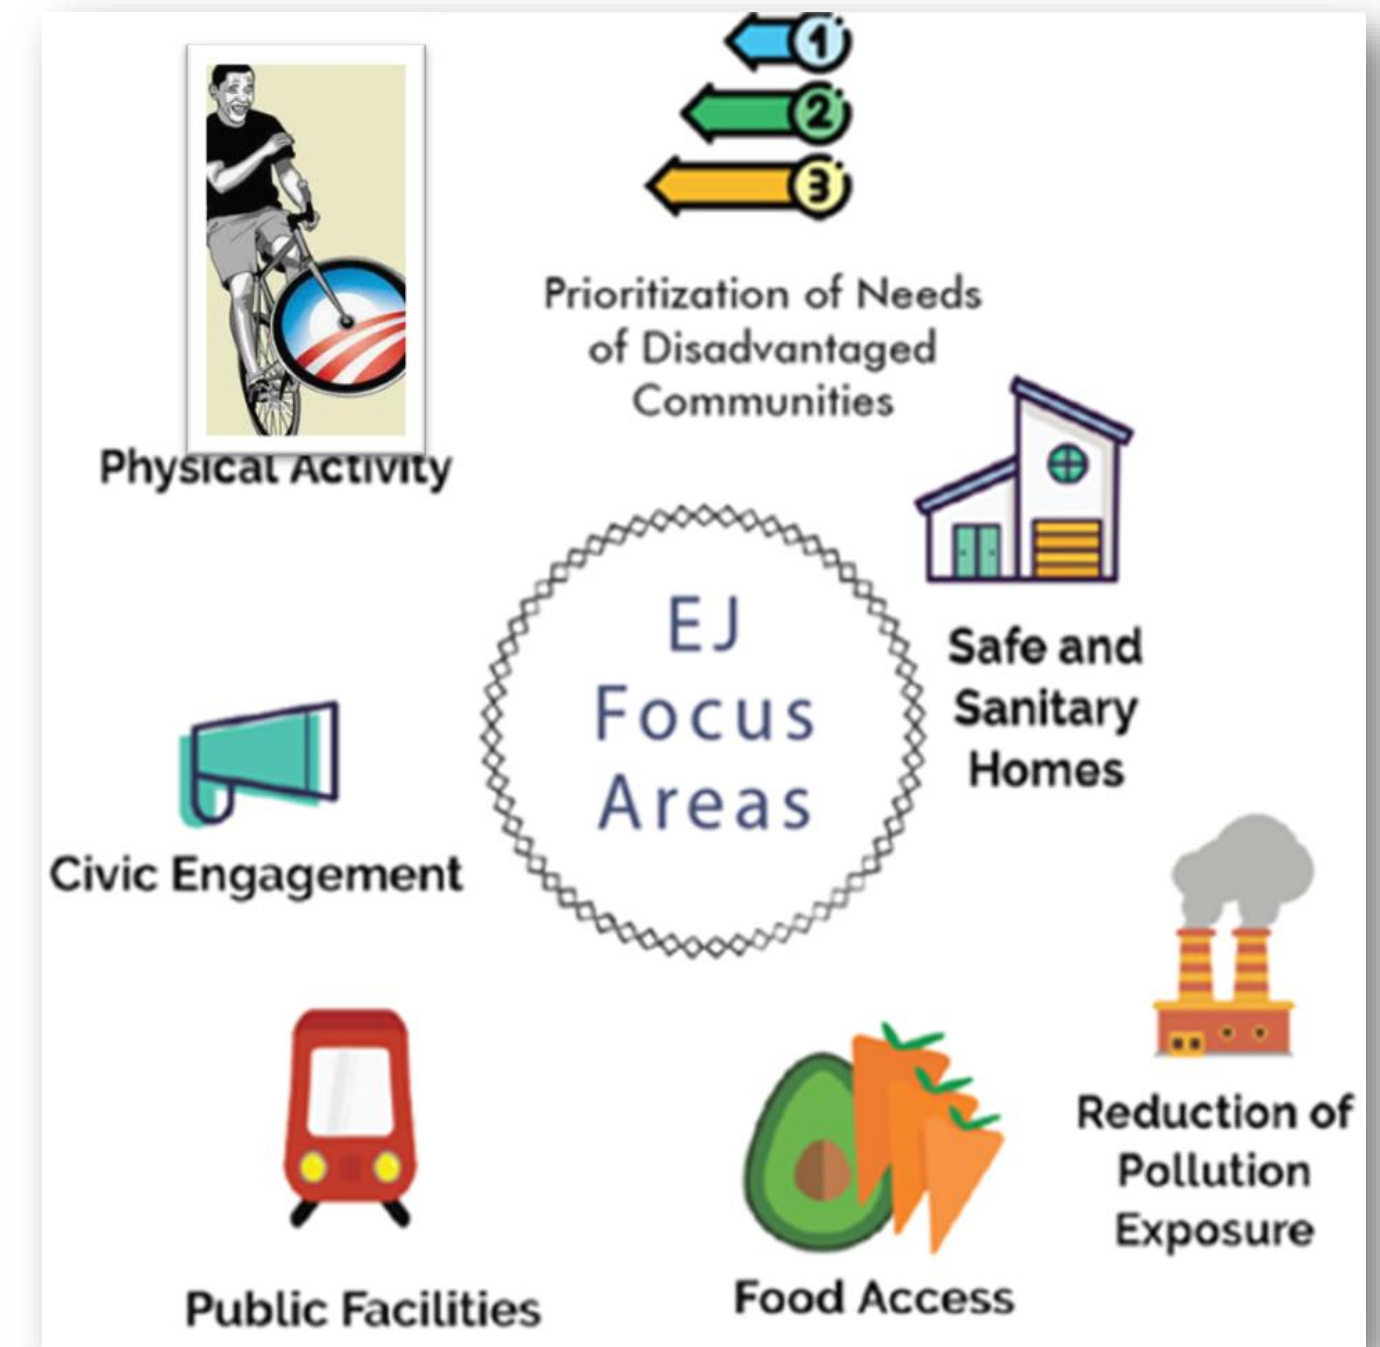 1
2
3
Prioritization of Needs
of Disadvantaged
Communities
Physical Activity
EJ
Focus
Areas
Safe and
Sanitary
Homes
Civic Engagement
Reduction of
Pollution
Exposure
Public Facilities
Food Access